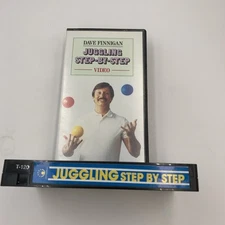 DAVE FINNIGAN
JUGGLING
STEP-BY-STEP
VIDEO
T-120
JUGGLING STEP BY STEP